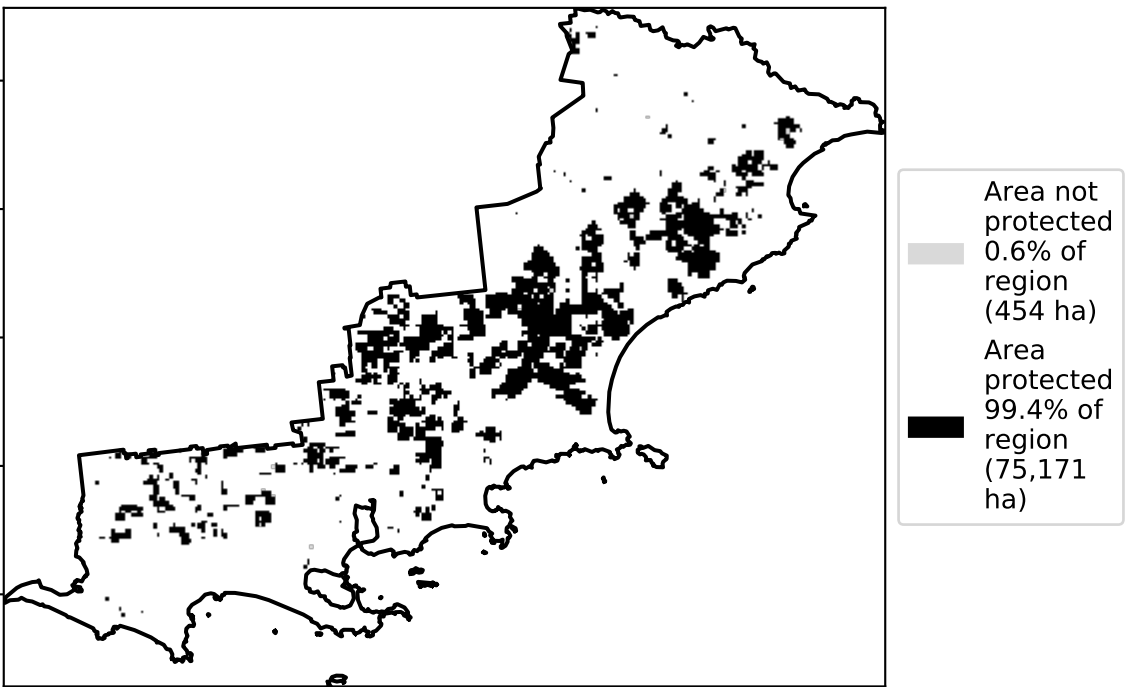 Area not
protected
0.6% of
region
(454 ha)
Area
protected
99.4% of
region
(75,171
ha)